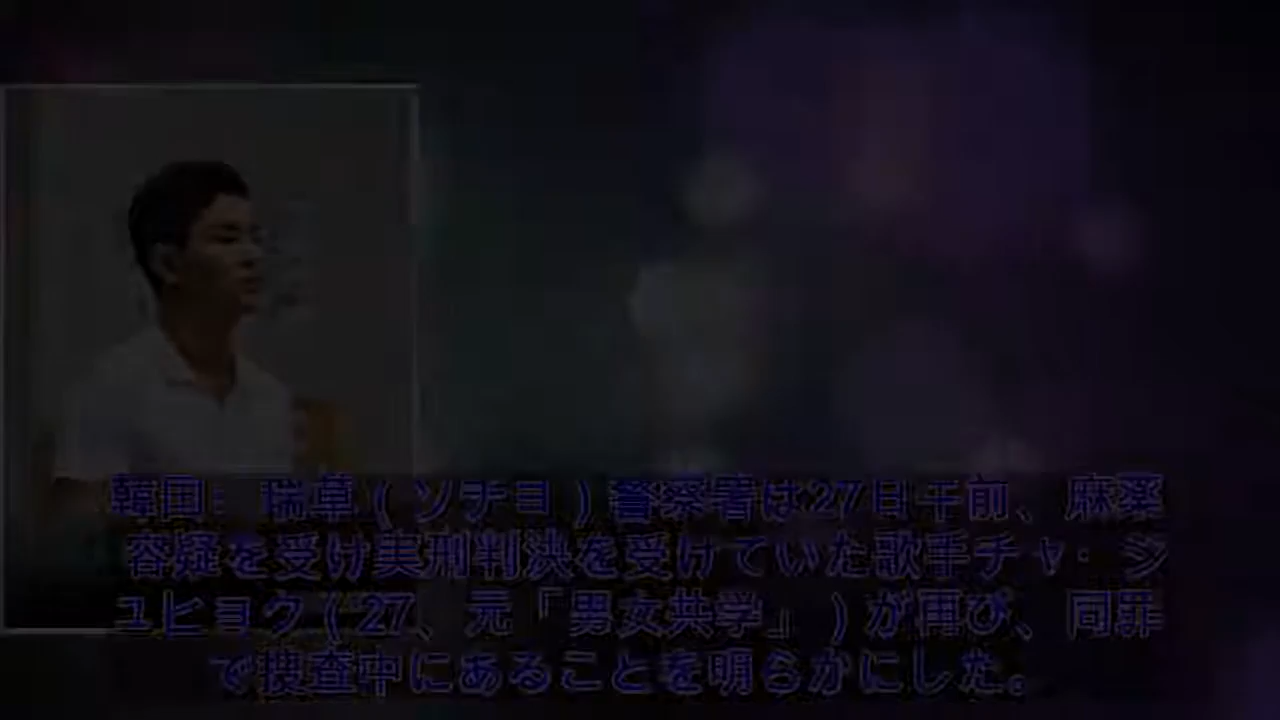 韓国：瑞草（ソチョ）警察署は27日午前、麻薬
容疑を受け実刑判決を受けていた歌手チャ・ジ
ュヒョク（27、元「男女共学」）が再び、同罪
で捜査中にあることを明らかにした。